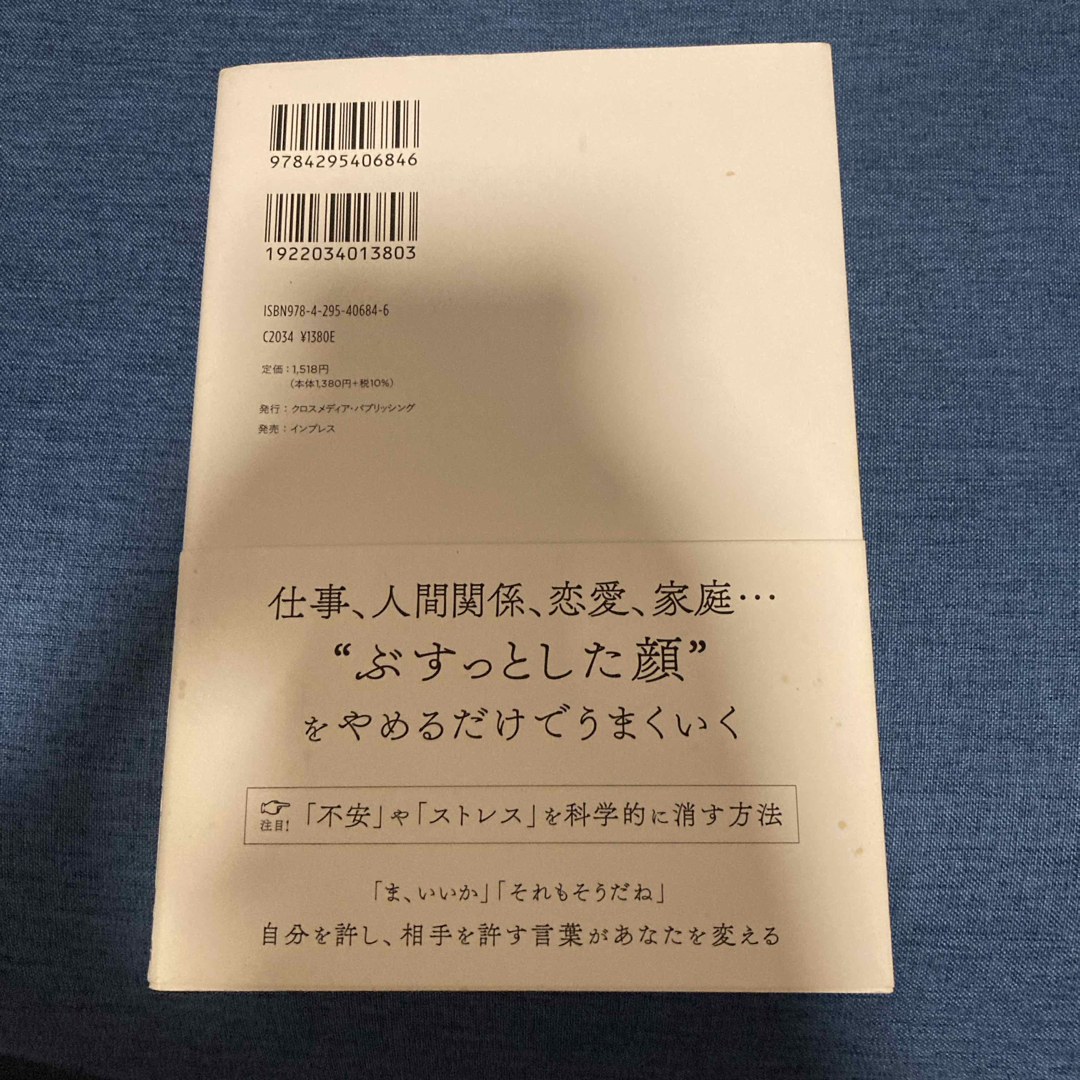 9784295406846
1922034013803
ISBN978-4-295-40684-6
C2034 ¥1380E
定価：1,518円
（本体1,380円＋税10%）
発行：クロスメディア・パブリッシング
発売：インプレス
仕事、人間関係、恋愛、家庭…
“ぶすっとした顔”
をやめるだけでうまくいく
注目！「不安」や「ストレス」を科学的に消す方法
「ま、いいか」「それもそうだね」
自分を許し、相手を許す言葉があなたを変える